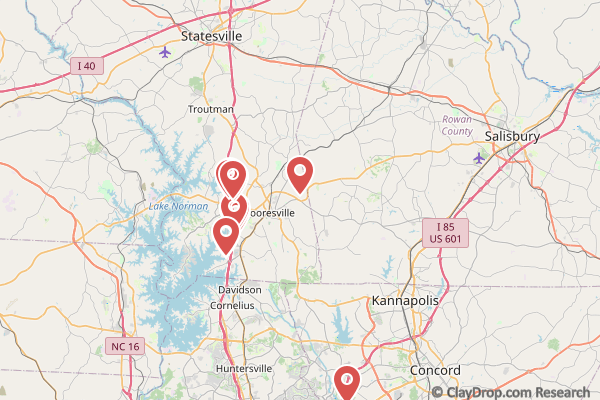 Statesville
I 40
Troutman
Rowan
County
Salisbury
Lake Norman
ooresville
I 85
US 601
Davidson
Cornelius
Kannapolis
NC 16
Huntersville
Concord
© ClayDrop.com Research